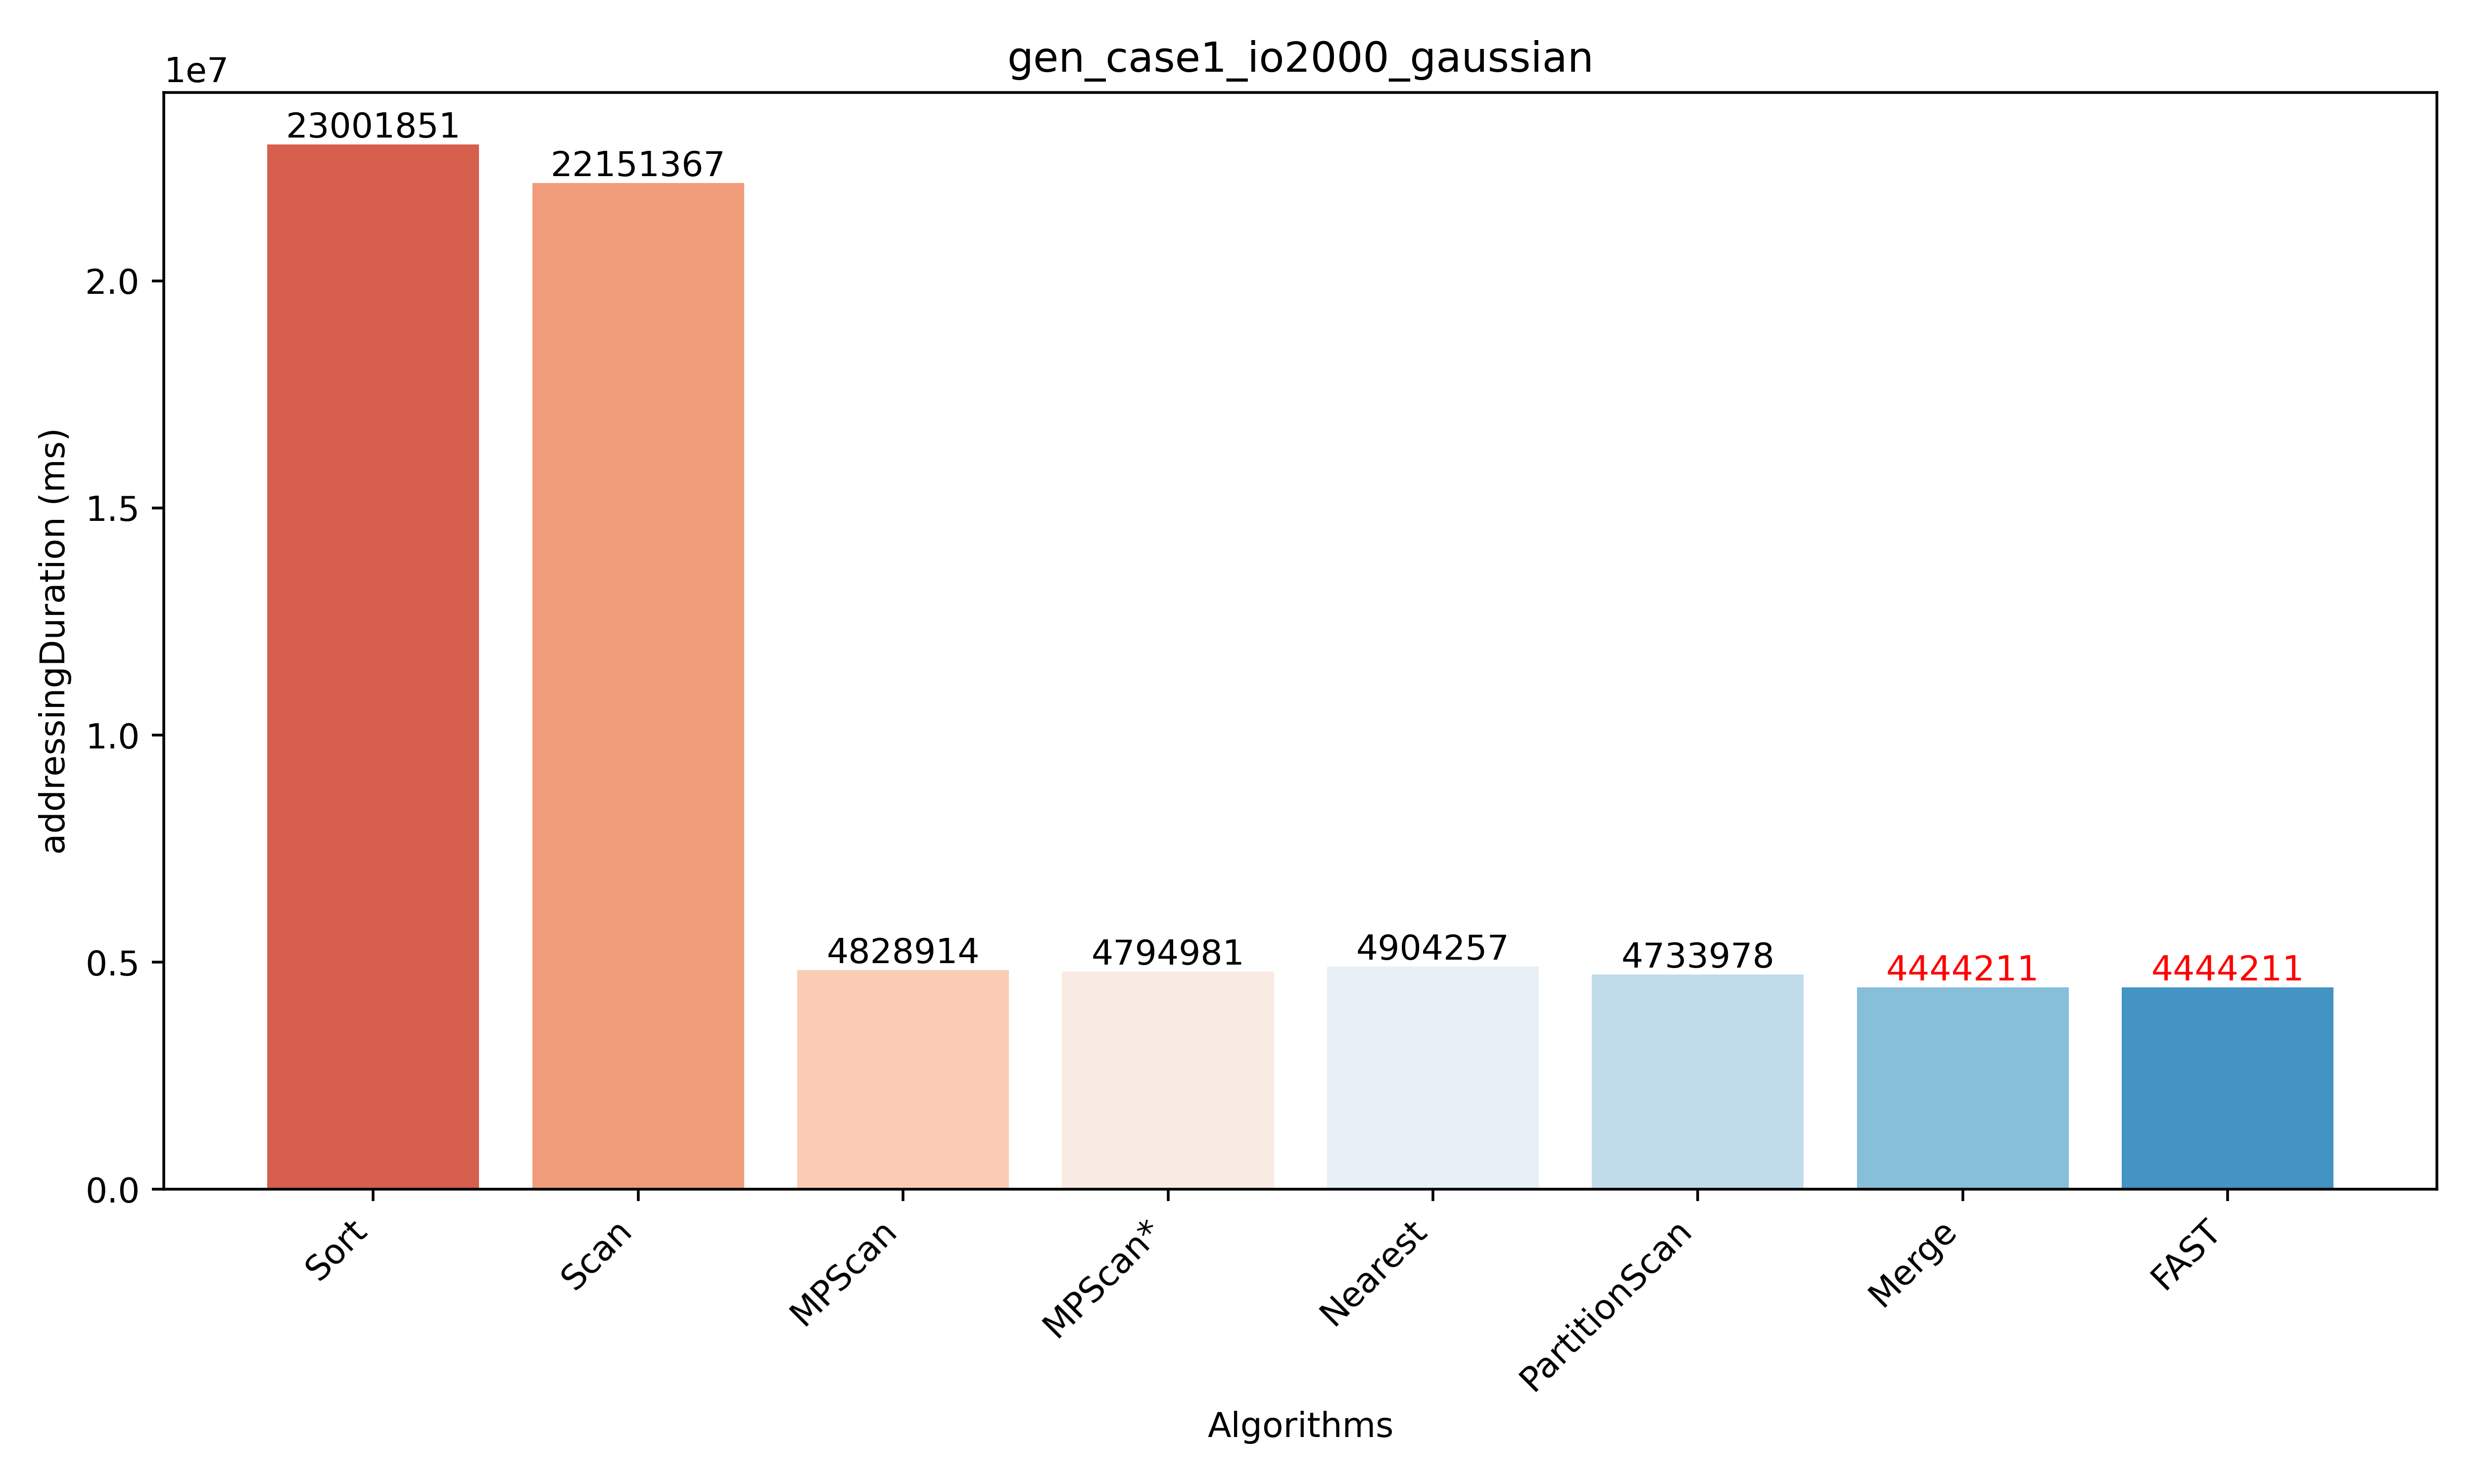 gen_case1_io2000_gaussian
1e7
23001851
22151367
4828914
4794981
4904257
4733978
4444211
4444211
2.0
1.5
1.0
0.5
0.0
addressingDuration (ms)
Sort
Scan
MPScan
MPScan*
Nearest
PartitionScan
Merge
FAST
Algorithms